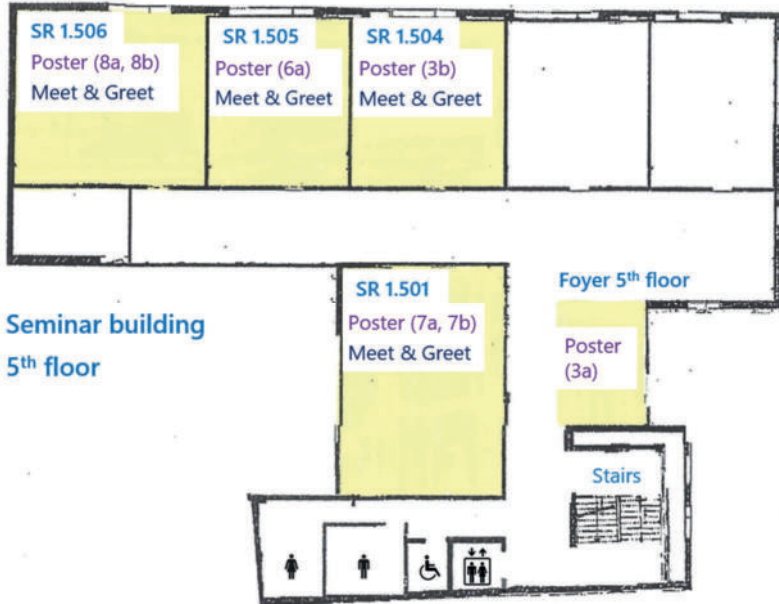 SR 1.506
Poster (8a, 8b)
Meet & Greet
SR 1.505
Poster (6a)
Meet & Greet
SR 1.504
Poster (3b)
Meet & Greet
SR 1.501
Poster (7a, 7b)
Meet & Greet
Foyer 5th floor
Poster
(3a)
Seminar building
5th floor
Stairs